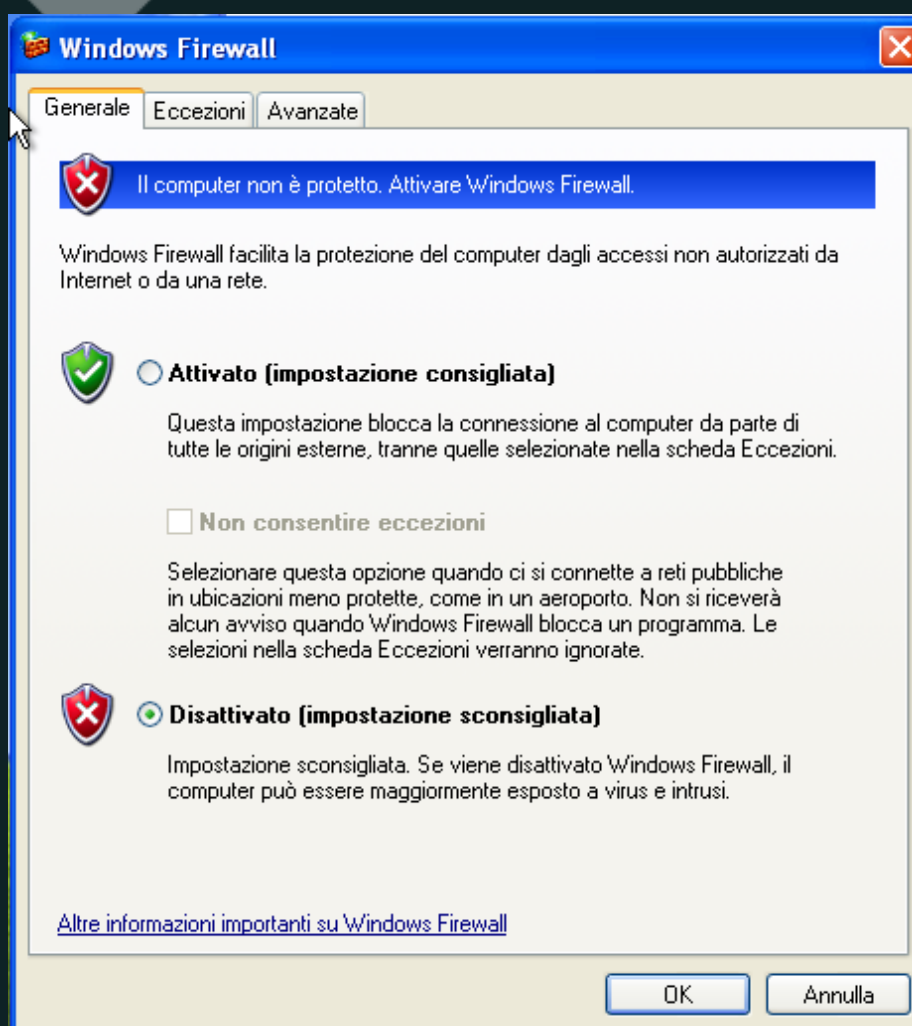 Windows Firewall
Generale Eccezioni Avanzate
Il computer non è protetto. Attivare Windows Firewall.
Windows Firewall facilita la protezione del computer dagli accessi non autorizzati da
Internet o da una rete.
Attivato (impostazione consigliata)
Questa impostazione blocca la connessione al computer da parte di
tutte le origini esterne, tranne quelle selezionate nella scheda Eccezioni.
Non consentire eccezioni
Selezionare questa opzione quando ci si connette a reti pubbliche
in ubicazioni meno protette, come in un aeroporto. Non si riceverà
alcun avviso quando Windows Firewall blocca un programma. Le
selezioni nella scheda Eccezioni verranno ignorate.
Disattivato (impostazione sconsigliata)
Impostazione sconsigliata. Se viene disattivato Windows Firewall, il
computer può essere maggiormente esposto a virus e intrusi.
Altre informazioni importanti su Windows Firewall
OK Annulla